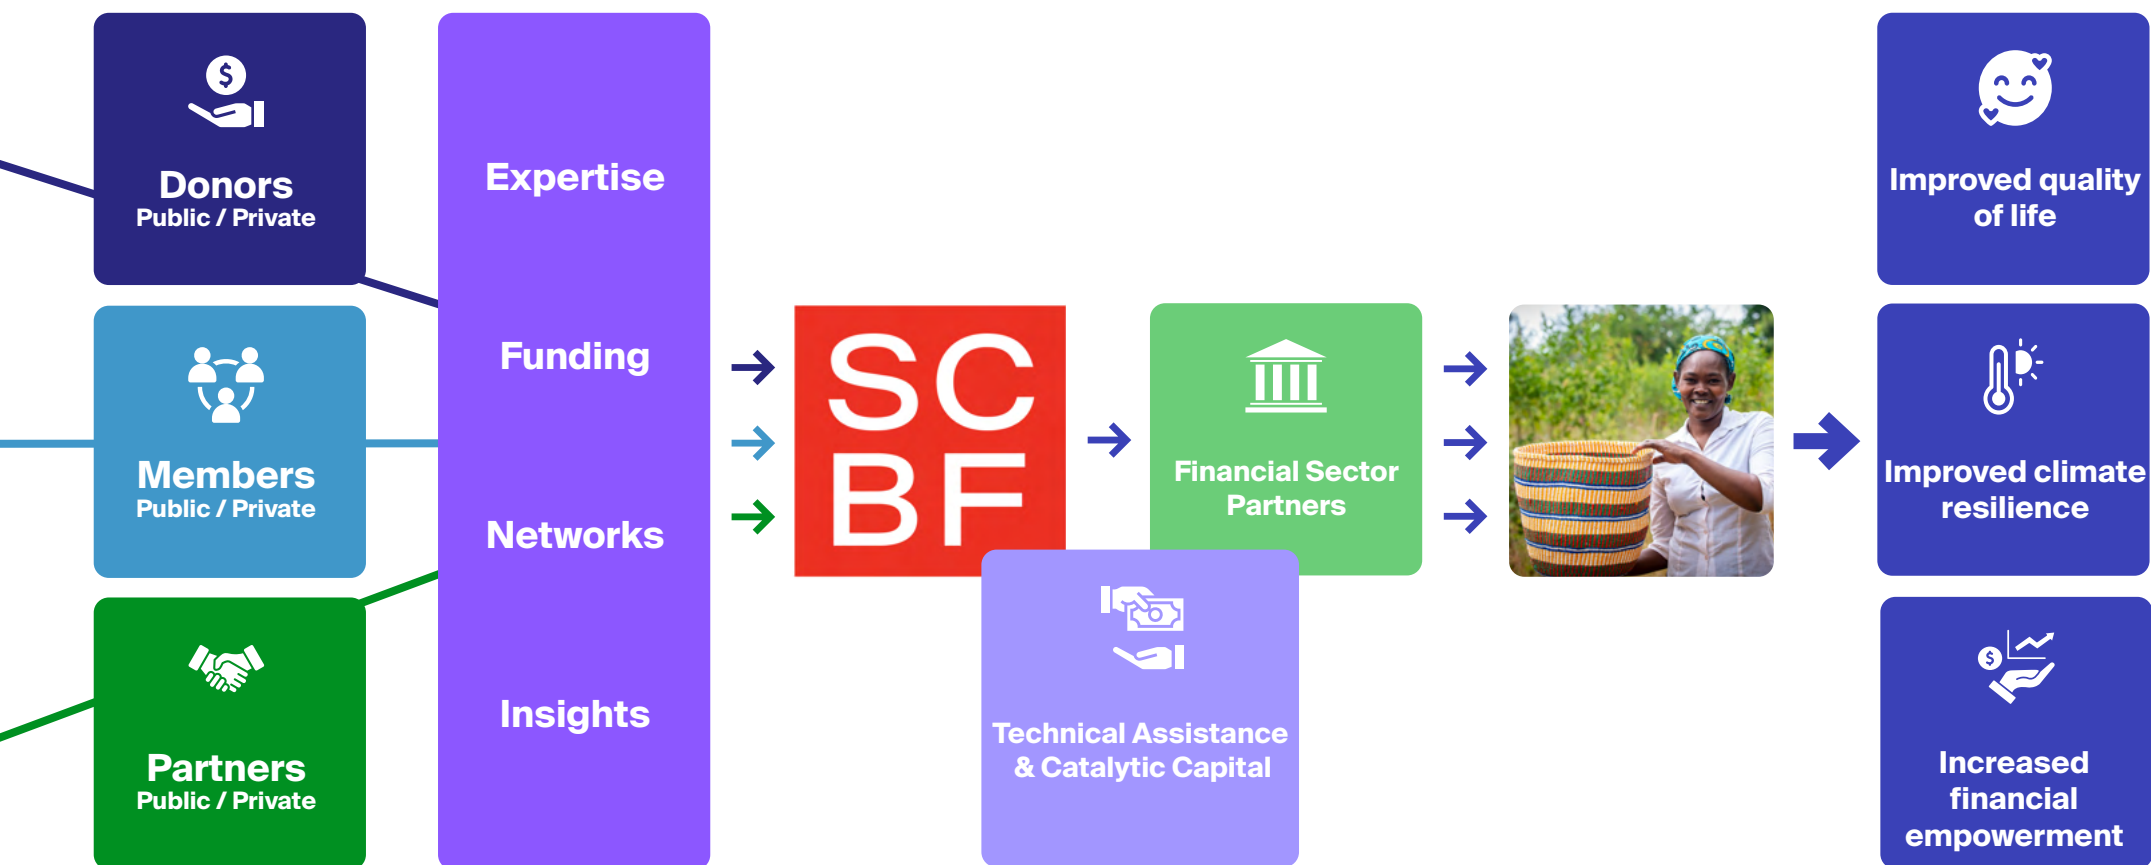 Donors
Public / Private
Members
Public / Private
Partners
Public / Private
Expertise
Funding
Networks
Insights
SC
BF
Financial Sector
Partners
Technical Assistance
& Catalytic Capital
Improved quality
of life
Improved climate
resilience
Increased
financial
empowerment